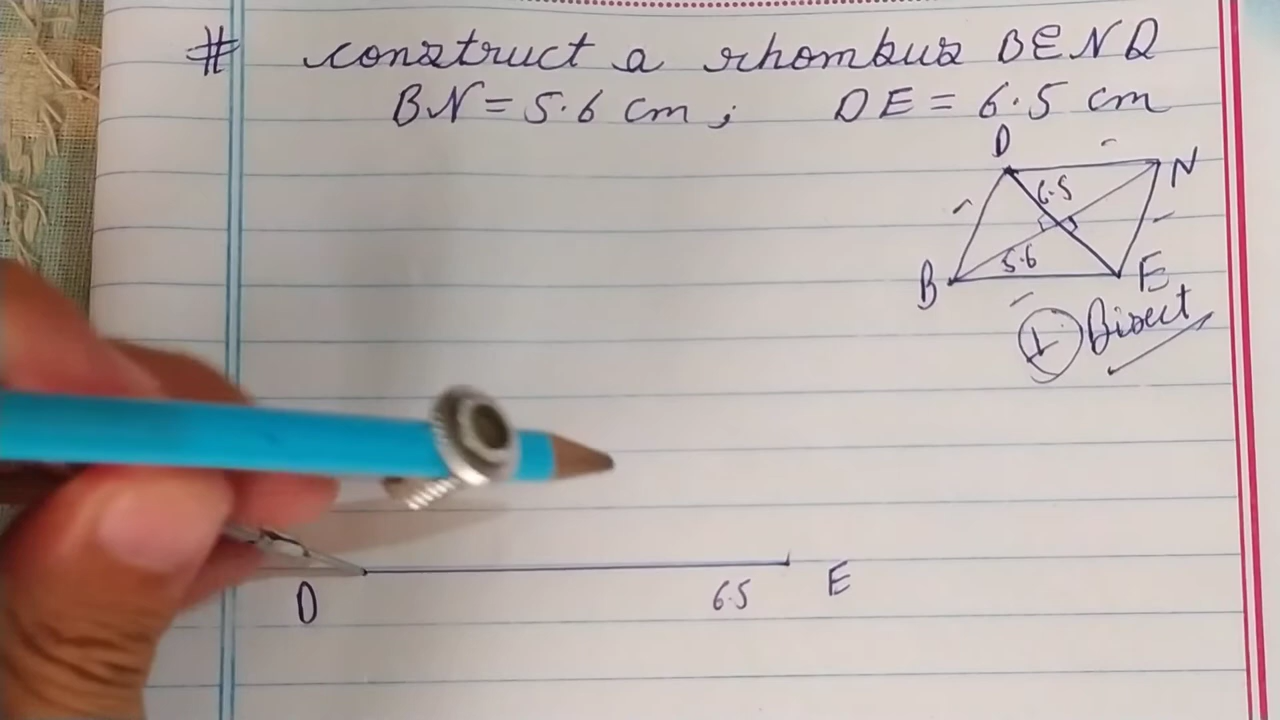 # construct a rhombus BEND
BN = 5.6 cm ; DE = 6.5 cm
D
N
6.5
5.6
B
E
⊥ Bisect
D
6.5
E